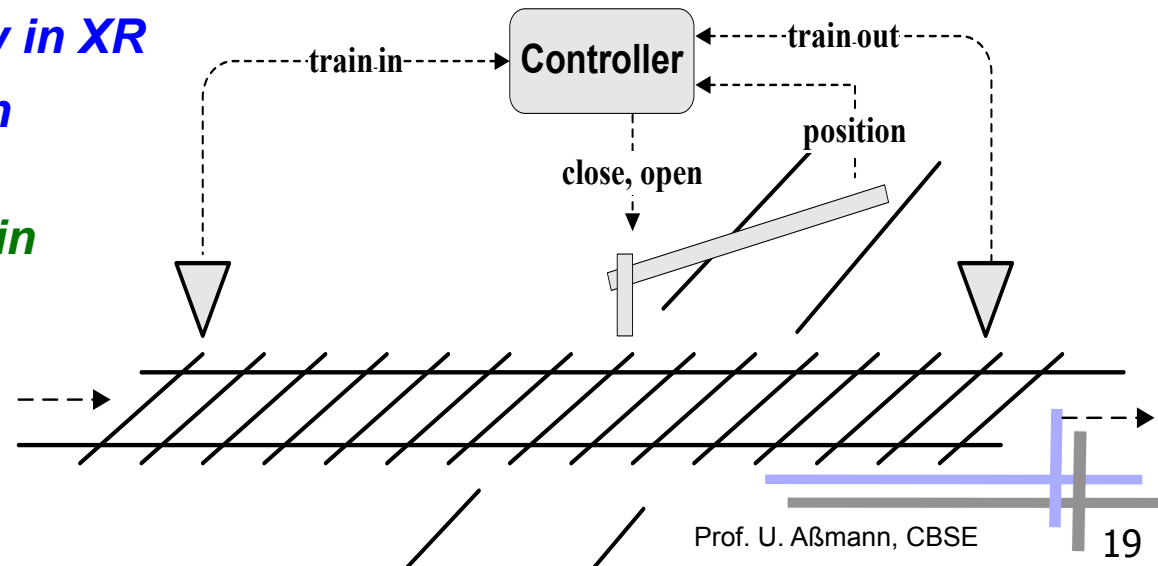 in XR
train in
Controller
train out
position
close, open
in
Prof. U. Aßmann, CBSE
19